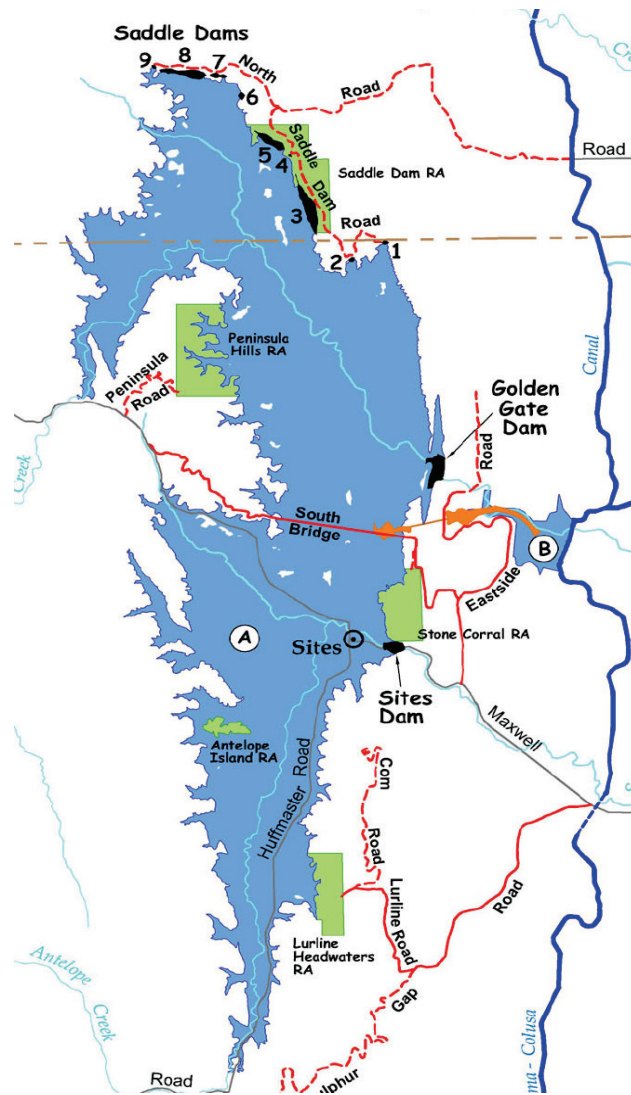 Saddle Dams
9
8
7
North
6
Road
Road
Saddle
Dam
5
4
Saddle Dam RA
3
Road
1
2
Peninsula
Hills RA
Peninsula
Road
Canal
Golden
Gate
Dam
Creek
Road
South
Bridge
B
Eastside
A
Sites
Stone Corral RA
Sites
Dam
Maxwell
Antelope
Island RA
Huffmaster Road
Com
Road
Lurline Road
Road
Lurline
Headwaters
RA
Gap
Antelope
Creek
Road
ulphur
ma - Colusa